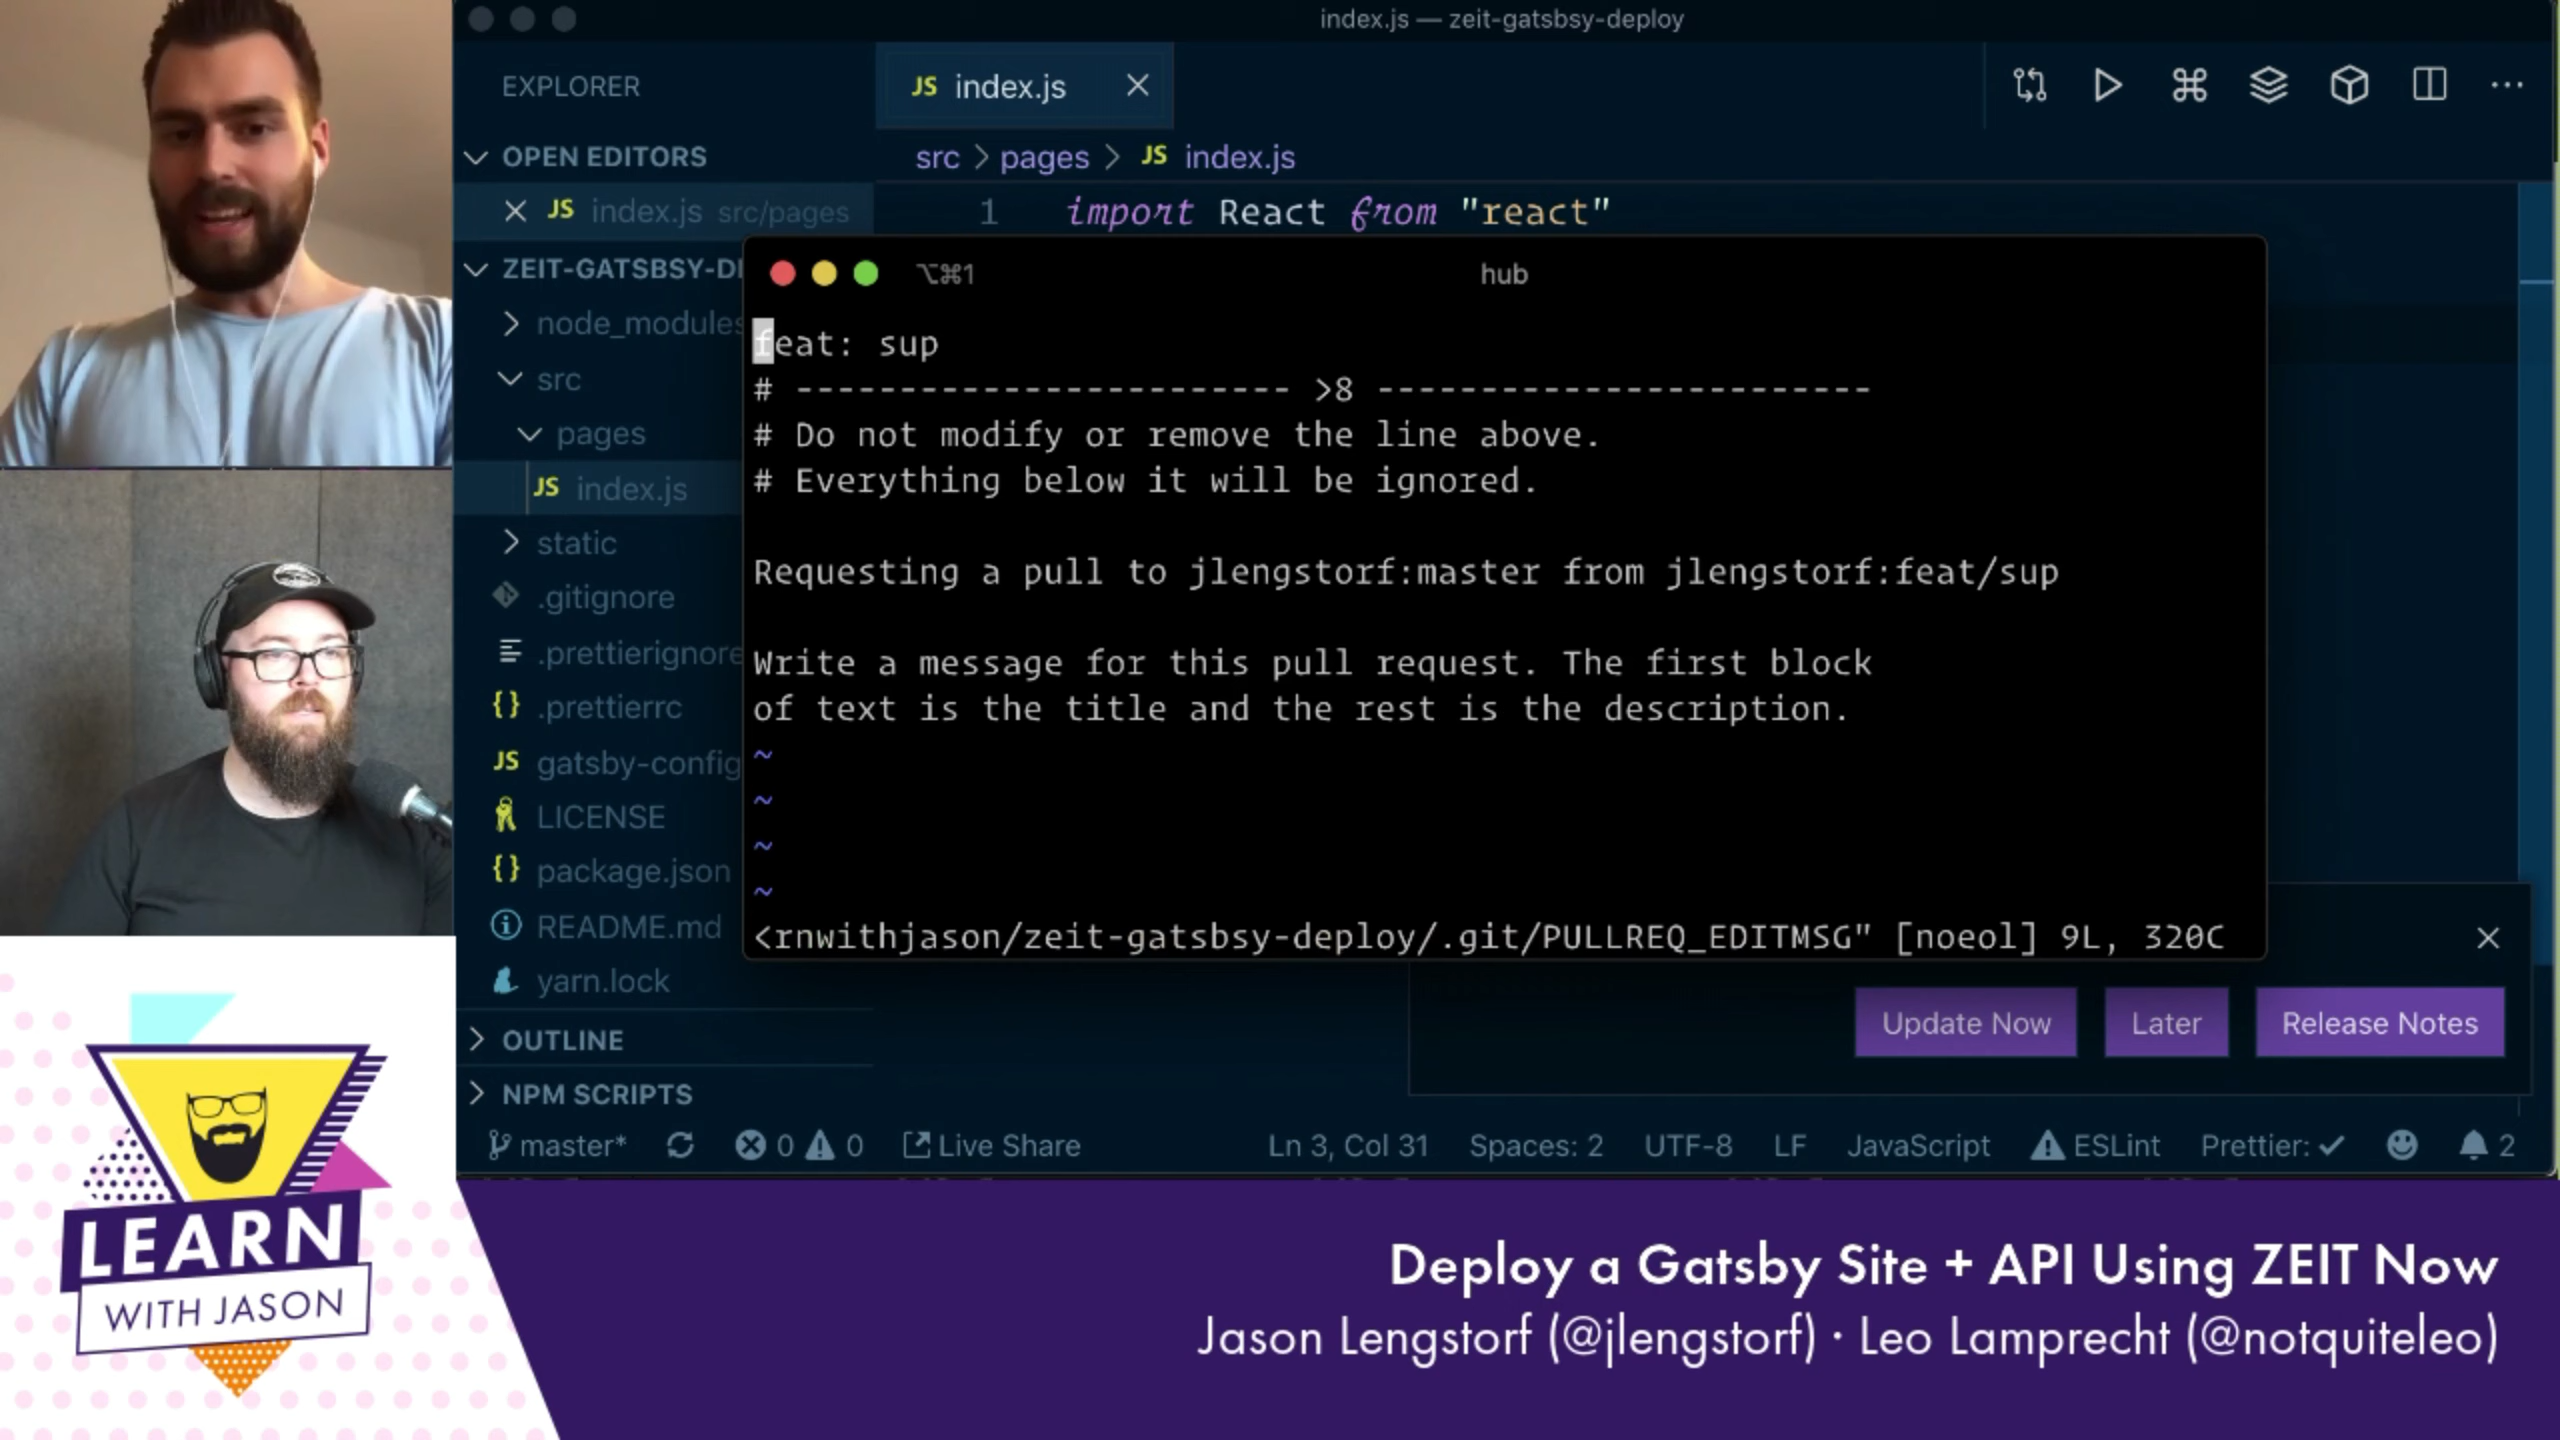 index.js — zeit-gatsbsy-deploy
EXPLORER
JS index.js
OPEN EDITORS
src > pages > JS index.js
JS index.js src/pages
1 import React from "react"
ZEIT-GATSBSY-D
⌥⌘1 hub
node_modules
feat: sup
src
# ------------------------ >8 ------------------------
pages
# Do not modify or remove the line above.
JS index.js
# Everything below it will be ignored.
static
Requesting a pull to jlengstorf:master from jlengstorf:feat/sup
.gitignore
.prettierignore
Write a message for this pull request. The first block
of text is the title and the rest is the description.
{} .prettierrc
~
JS gatsby-config
~
LICENSE
~
{} package.json
~
README.md
<rnwithjason/zeit-gatsbsy-deploy/.git/PULLREQ_EDITMSG" [noeol] 9L, 320C
yarn.lock
Update Now Later Release Notes
OUTLINE
NPM SCRIPTS
master* 0 0 Live Share Ln 3, Col 31 Spaces: 2 UTF-8 LF JavaScript ESLint Prettier: ✓ 2
LEARN
WITH JASON
Deploy a Gatsby Site + API Using ZEIT Now
Jason Lengstorf (@jlengstorf) · Leo Lamprecht (@notquiteleo)